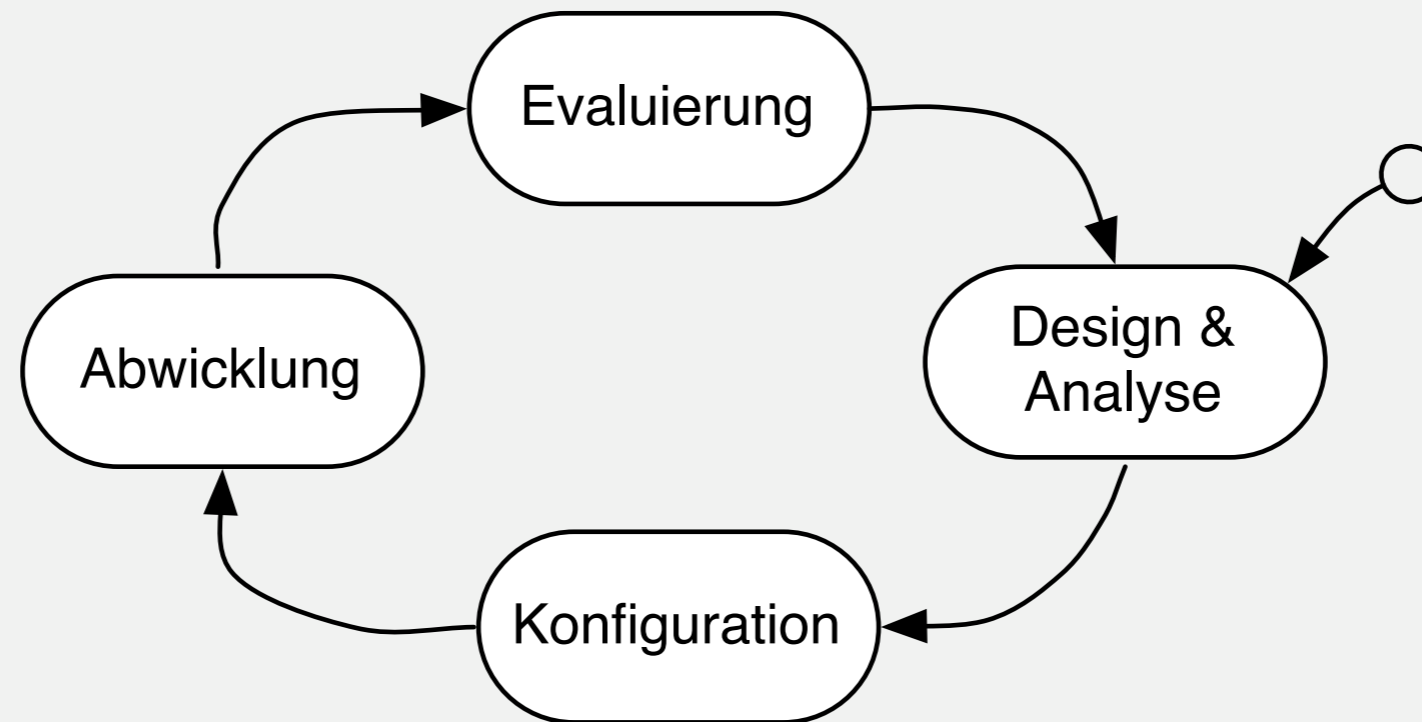 Evaluierung
Design &
Analyse
Abwicklung
Konfiguration